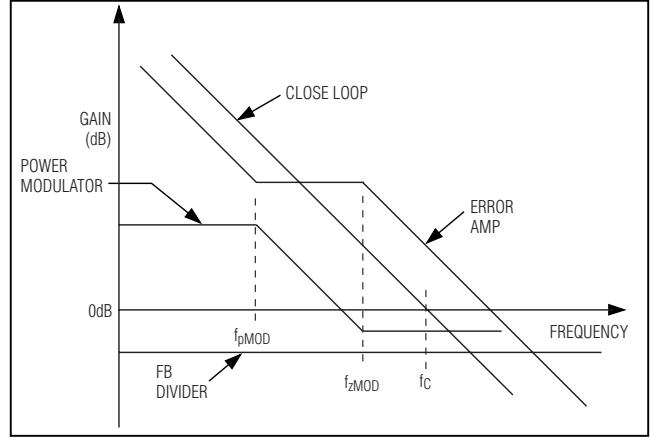 CLOSE LOOP
GAIN
(dB)
POWER
MODULATOR
ERROR
AMP
0dB
FREQUENCY
fpMOD
FB
DIVIDER
fzMOD
fC